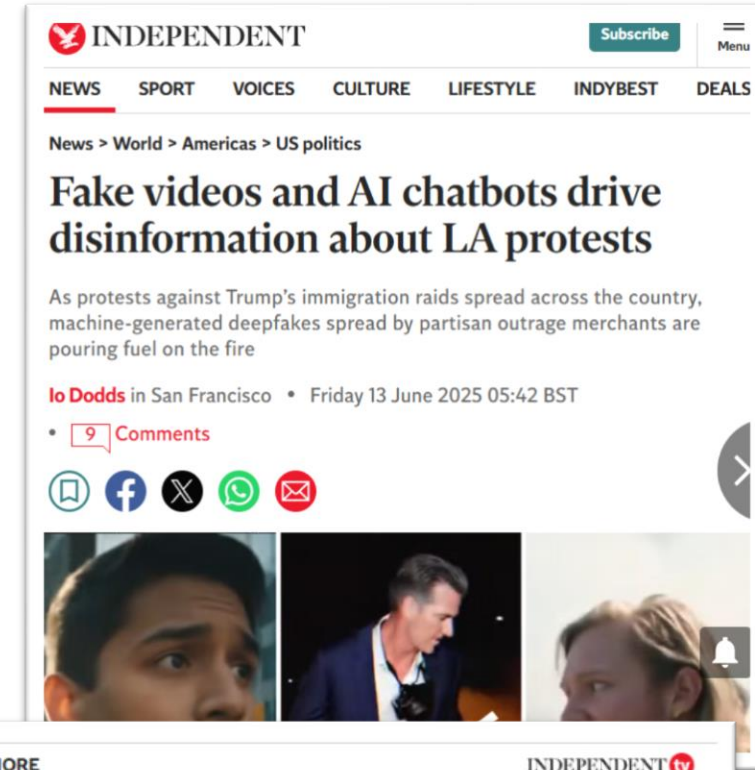 INDEPENDENT
Subscribe
Menu
NEWS SPORT VOICES CULTURE LIFESTYLE INDYBEST DEALS
News > World > Americas > US politics
Fake videos and AI chatbots drive
disinformation about LA protests
As protests against Trump's immigration raids spread across the country,
machine-generated deepfakes spread by partisan outrage merchants are
pouring fuel on the fire
Io Dodds in San Francisco • Friday 13 June 2025 05:42 BST
• 9 Comments
MORE
INDEPENDENT tv